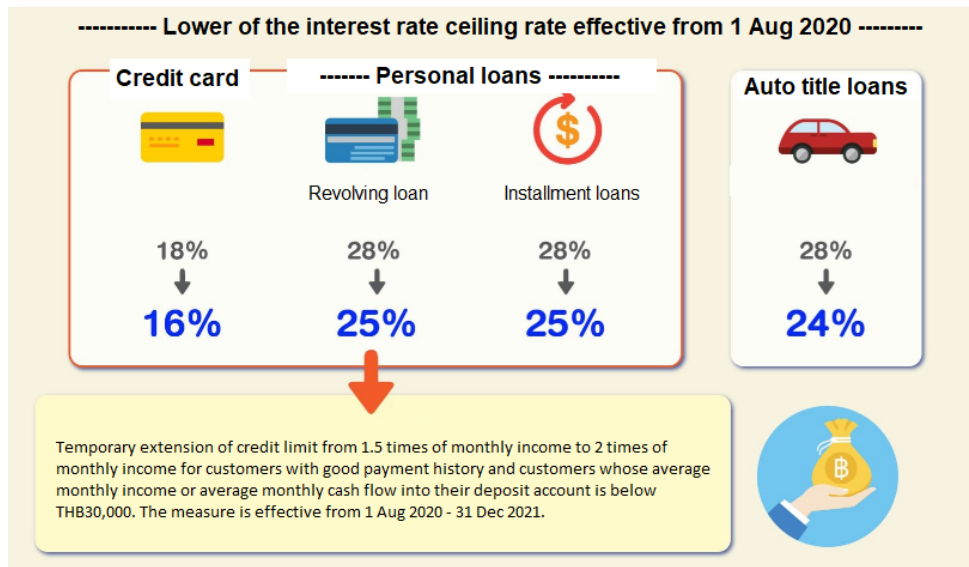 ----------- Lower of the interest rate ceiling rate effective from 1 Aug 2020 ---------
Credit card
------- Personal loans ----------
Auto title loans
$
Revolving loan
Installment loans
18%
28%
28%
28%
16%
25%
25%
24%
Temporary extension of credit limit from 1.5 times of monthly income to 2 times of
monthly income for customers with good payment history and customers whose average
monthly income or average monthly cash flow into their deposit account is below
THB30,000. The measure is effective from 1 Aug 2020 - 31 Dec 2021.
฿